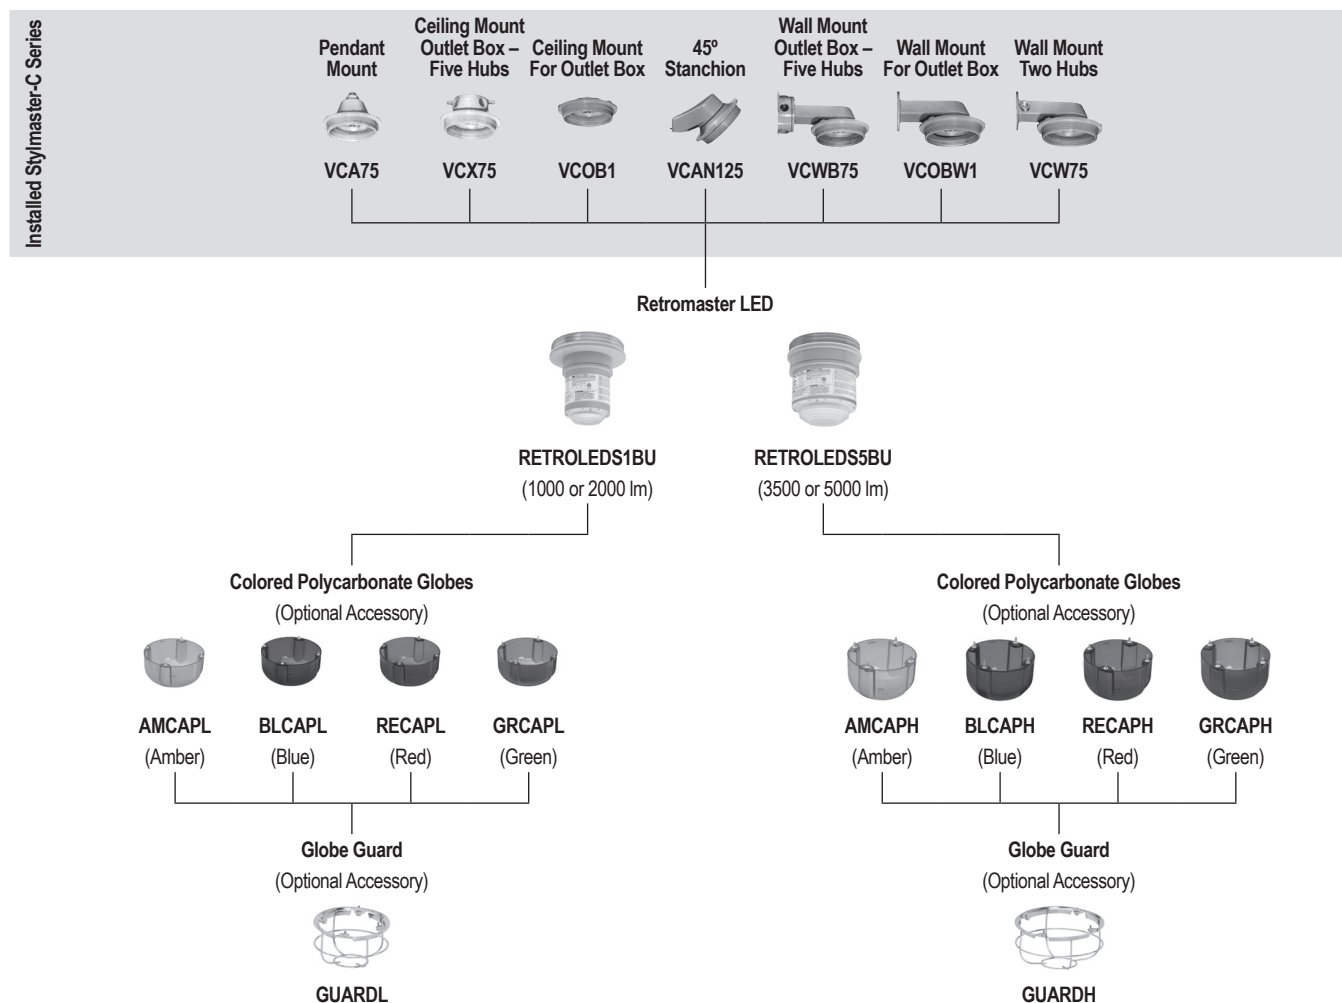 Installed Stylmaster-C Series
Pendant
Mount
Ceiling Mount
Outlet Box –
Five Hubs
Ceiling Mount
For Outlet Box
45º
Stanchion
Wall Mount
Outlet Box –
Five Hubs
Wall Mount
For Outlet Box
Wall Mount
Two Hubs
VCA75
VCX75
VCOB1
VCAN125
VCWB75
VCOBW1
VCW75
Retromaster LED
RETROLEDS1BU
(1000 or 2000 lm)
RETROLEDS5BU
(3500 or 5000 lm)
Colored Polycarbonate Globes
(Optional Accessory)
AMCAPL
(Amber)
BLCAPL
(Blue)
RECAPL
(Red)
GRCAPL
(Green)
Globe Guard
(Optional Accessory)
GUARDL
Colored Polycarbonate Globes
(Optional Accessory)
AMCAPH
(Amber)
BLCAPH
(Blue)
RECAPH
(Red)
GRCAPH
(Green)
Globe Guard
(Optional Accessory)
GUARDH